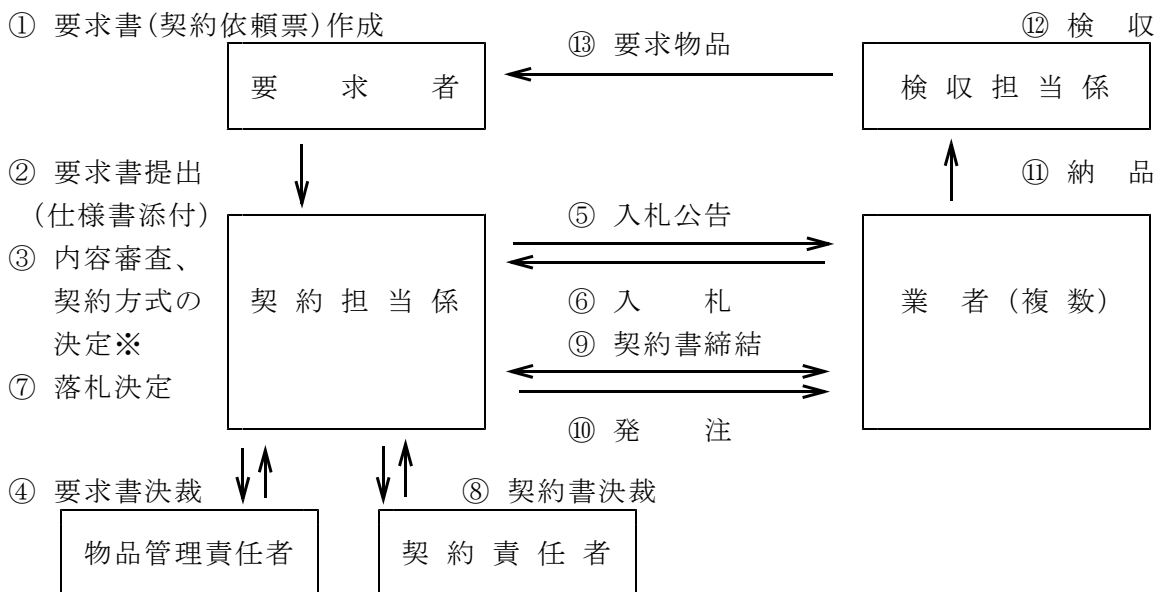 ① 要求書(契約依頼票)作成
⑫ 検　収
⑬ 要求物品
要　求　者
検 収 担 当 係
② 要求書提出
(仕様書添付)
⑪ 納　品
⑤ 入札公告
③ 内容審査、
契約方式の
決定※
契 約 担 当 係
⑥ 入　札
業　者 (複 数)
⑨ 契約書締結
⑦ 落札決定
⑩ 発　注
④ 要求書決裁
⑧ 契約書決裁
物品管理責任者
契 約 責 任 者